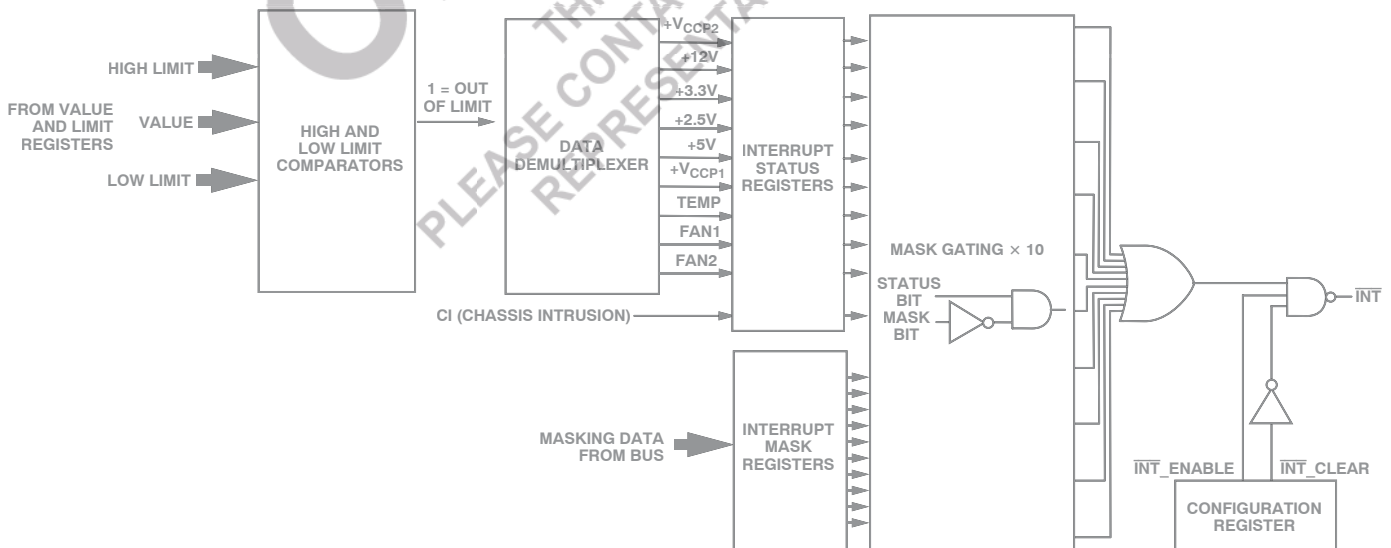 HIGH LIMIT
FROM VALUE
AND LIMIT
REGISTERS
VALUE
LOW LIMIT
HIGH AND
LOW LIMIT
COMPARATORS
1 = OUT
OF LIMIT
DATA
DEMULTIPLEXER
+VCCP2
+12V
+3.3V
+2.5V
+5V
+VCCP1
TEMP
FAN1
FAN2
CI (CHASSIS INTRUSION)
INTERRUPT
STATUS
REGISTERS
MASKING DATA
FROM BUS
INTERRUPT
MASK
REGISTERS
MASK GATING × 10
STATUS
BIT
MASK
BIT
INT
INT_ENABLE
INT_CLEAR
CONFIGURATION
REGISTER
PLEASE CONTA
REPRESENTA